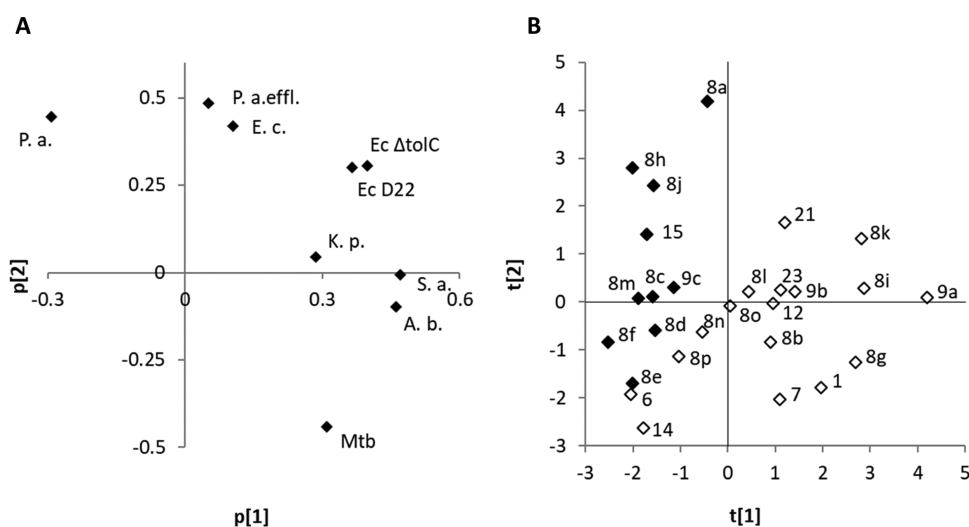 A
0.5
P. a.effl.
E. c.
P. a.
Ec ΔtolC
Ec D22
0.25
K. p.
p[2]
0
-0.3
0
0.3
0.6
S. a.
A. b.
-0.25
Mtb
-0.5
p[1]
B
5
4
3
2
1
0
-1
-2
-3
t[2]
8a
8h
8j
15
21
8k
8m
8c
9c
8l
23
9b
8i
9a
8f
8d
8n
8o
12
8p
8b
8g
8e
6
14
7
1
-3
-2
-1
0
1
2
3
4
5
t[1]